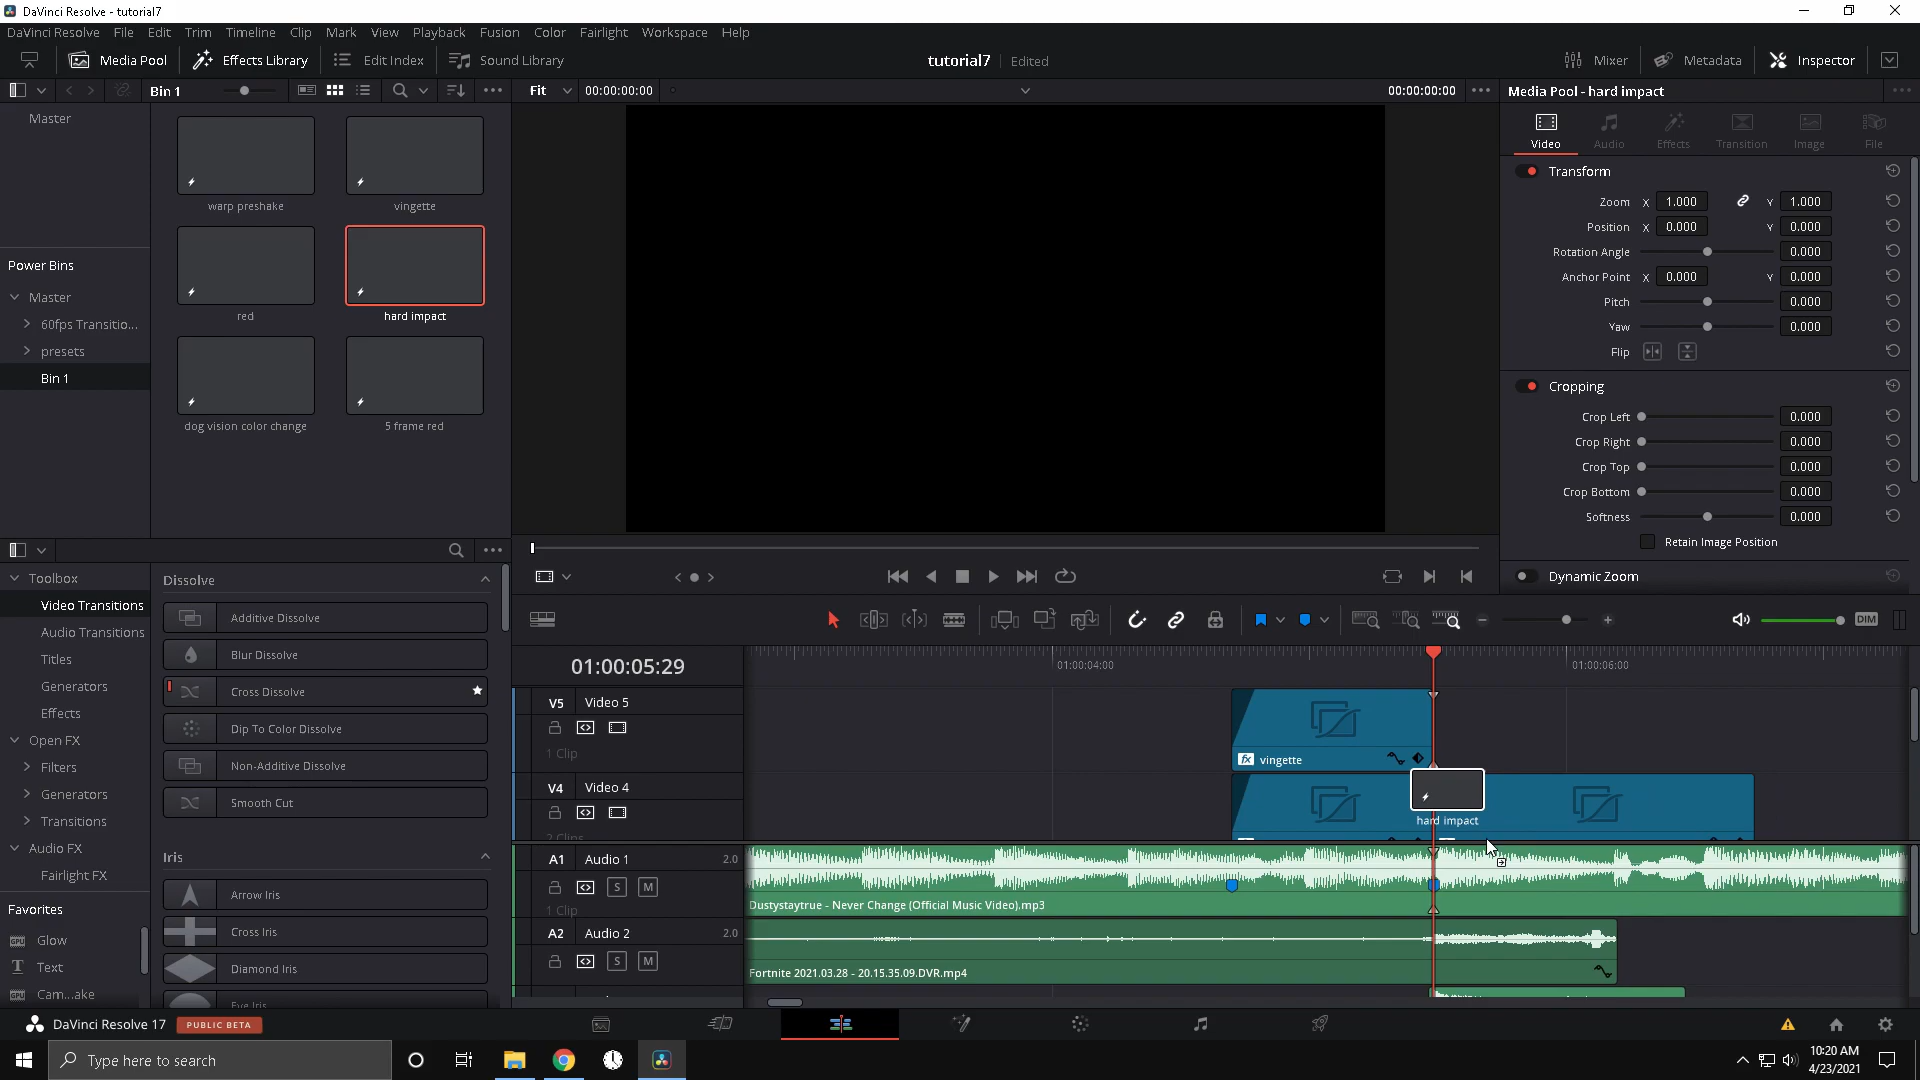 DaVinci Resolve - tutorial7
DaVinci Resolve File Edit Trim Timeline Clip Mark View Playback Fusion Color Fairlight Workspace Help
Media Pool Effects Library Edit Index Sound Library tutorial7 Edited Mixer Metadata Inspector
Bin 1 Fit 00:00:00:00 00:00:00:00 Media Pool - hard impact
Master
Power Bins
Master
60fps Transitio...
presets
Bin 1
warp preshake vingette
red hard impact
dog vision color change 5 frame red
Video Audio Effects Transition Image File
Transform
Zoom X 1.000 Y 1.000
Position X 0.000 Y 0.000
Rotation Angle 0.000
Anchor Point X 0.000 Y 0.000
Pitch 0.000
Yaw 0.000
Flip
Cropping
Crop Left 0.000
Crop Right 0.000
Crop Top 0.000
Crop Bottom 0.000
Softness 0.000
Retain Image Position
Dynamic Zoom
Toolbox
Video Transitions
Audio Transitions
Titles
Generators
Effects
Open FX
Filters
Generators
Transitions
Audio FX
Fairlight FX
Favorites
Glow
T Text
Cam...ake
Dissolve
Additive Dissolve
Blur Dissolve
Cross Dissolve
Dip To Color Dissolve
Non-Additive Dissolve
Smooth Cut
Iris
Arrow Iris
Cross Iris
Diamond Iris
Eye Iris
DIM
01:00:05:29 01:00:04:00 01:00:06:00
V5 Video 5
1 Clip
fx vingette
V4 Video 4
2 Clips
hard impact
A1 Audio 1 2.0
S M
1 Clip
Dustystaytrue - Never Change (Official Music Video).mp3
A2 Audio 2 2.0
S M
Fortnite 2021.03.28 - 20.15.35.09.DVR.mp4
DaVinci Resolve 17 PUBLIC BETA
Type here to search
10:20 AM
4/23/2021